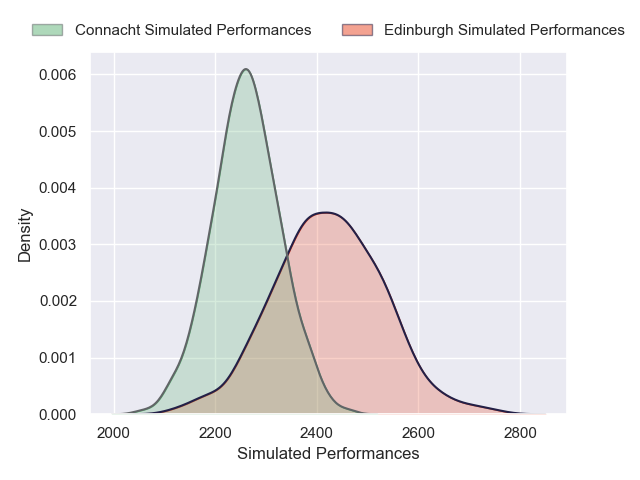 Connacht Simulated Performances Edinburgh Simulated Performances
0.006
0.005
0.004
0.003
0.002
0.001
0.000
Density
2000 2200 2400 2600 2800
Simulated Performances